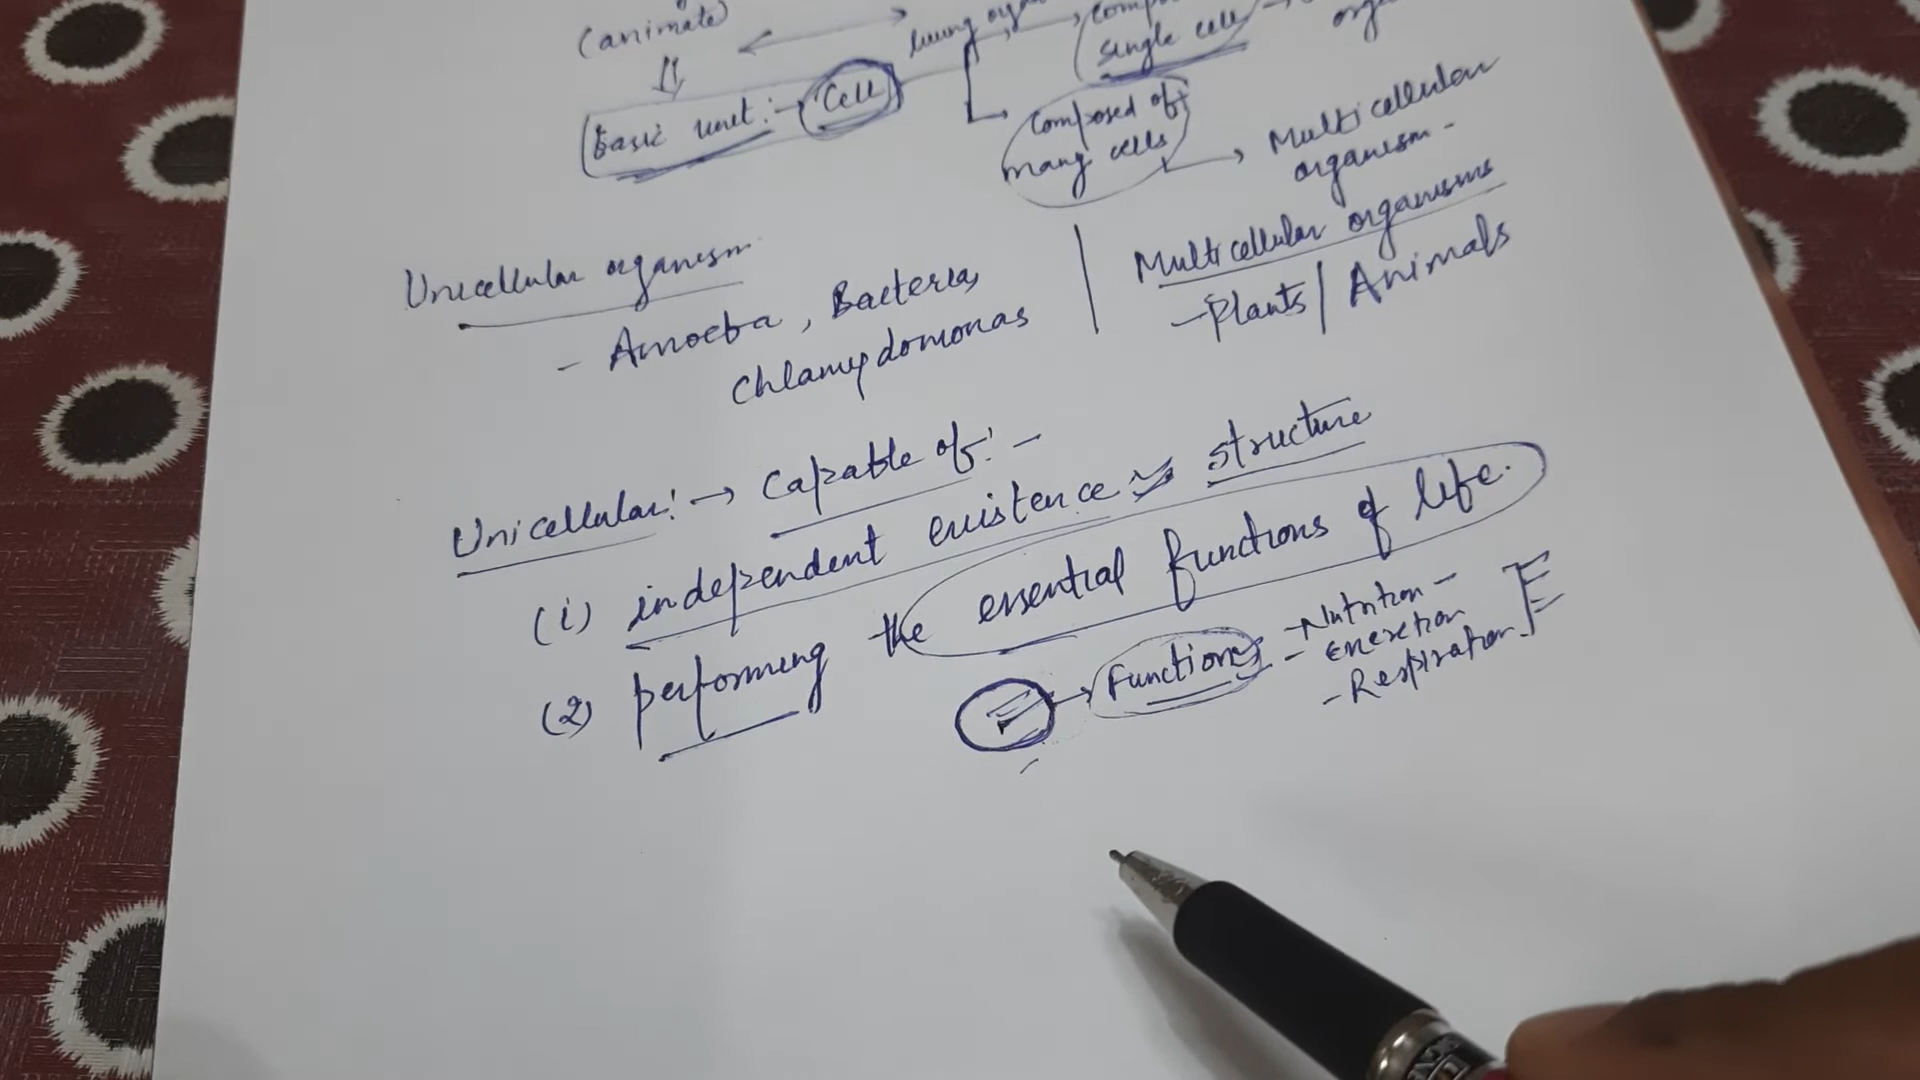 (animate)
living
single cell
Basic unit:- Cell
Composed of
many cells
Multicellular
organism -
Unicellular organism
- Amoeba, Bacteria,
Chlamydomonas
Multicellular organisms
- Plants / Animals
Unicellular: → Capable of: -
(i) independent existence structure
(2) performing the essential functions of life.
Functions - Nutrition -
- Excretion
- Respiration